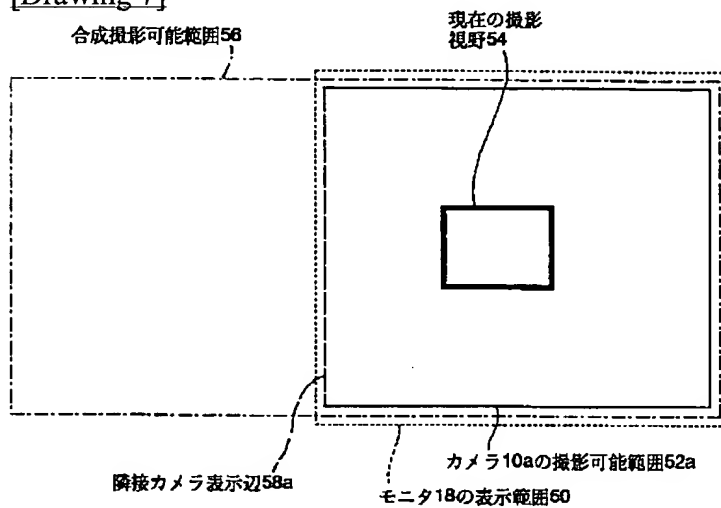 [Drawing 7]
合成撮影可能範囲56
現在の撮影
視野54
隣接カメラ表示辺58a
カメラ10aの撮影可能範囲52a
モニタ18の表示範囲50